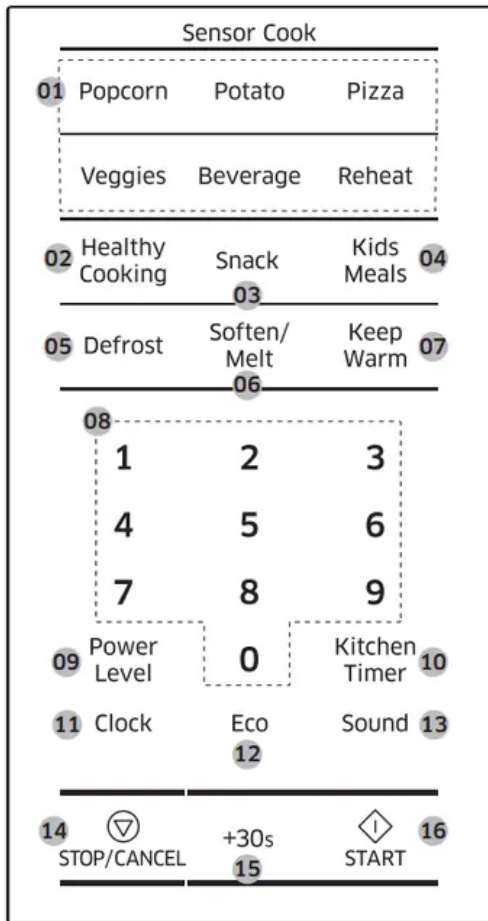 Sensor Cook
01 Popcorn Potato Pizza
Veggies Beverage Reheat
02 Healthy Cooking Snack Kids Meals 04
03
05 Defrost Soften/ Melt Keep Warm 07
06
08
1 2 3
4 5 6
7 8 9
09 Power Level 0 Kitchen Timer 10
11 Clock Eco Sound 13
12
14 STOP/CANCEL +30s START 16
15